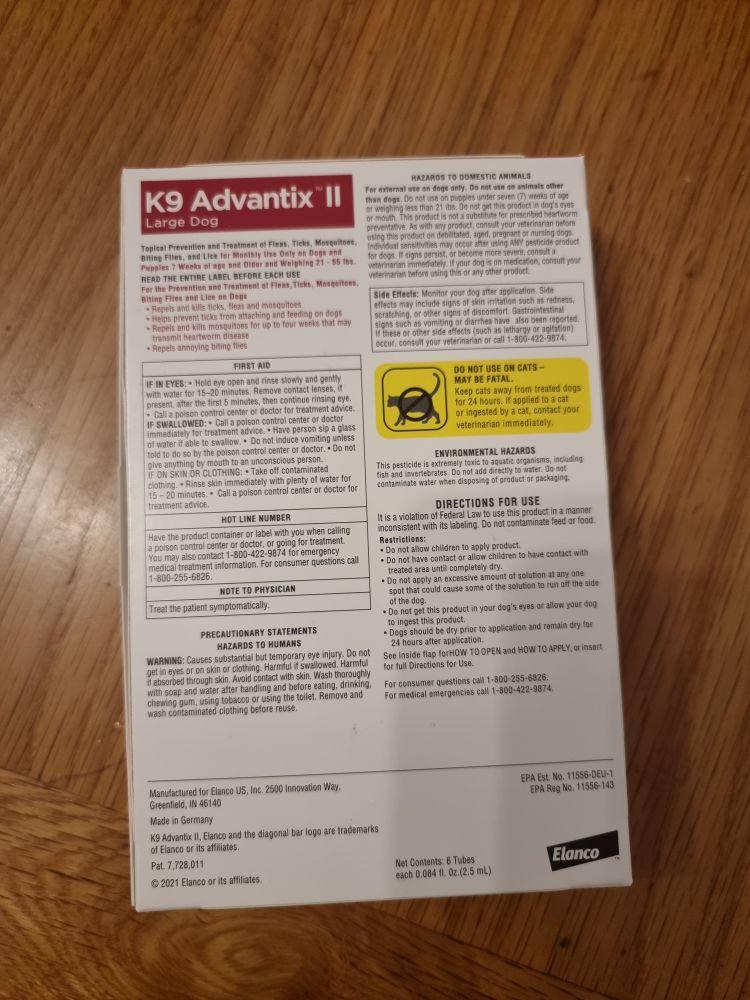 K9 Advantix™ II
Large Dog
Topical Prevention and Treatment of Fleas, Ticks, Mosquitoes,
Biting Flies, and Lice for Monthly Use Only on Dogs and
Puppies 7 Weeks of age and Older and Weighing 21 - 55 lbs.
READ THE ENTIRE LABEL BEFORE EACH USE
For the Prevention and Treatment of Fleas,Ticks, Mosquitoes,
Biting Flies and Lice on Dogs
• Repels and kills ticks, fleas and mosquitoes
• Helps prevent ticks from attaching and feeding on dogs
• Repels and kills mosquitoes for up to four weeks that may
transmit heartworm disease
• Repels annoying biting flies
FIRST AID
IF IN EYES: • Hold eye open and rinse slowly and gently
with water for 15–20 minutes. Remove contact lenses, if
present, after the first 5 minutes, then continue rinsing eye.
• Call a poison control center or doctor for treatment advice.
IF SWALLOWED: • Call a poison control center or doctor
immediately for treatment advice. • Have person sip a glass
of water if able to swallow. • Do not induce vomiting unless
told to do so by the poison control center or doctor. • Do not
give anything by mouth to an unconscious person.
IF ON SKIN OR CLOTHING: • Take off contaminated
clothing. • Rinse skin immediately with plenty of water for
15 – 20 minutes. • Call a poison control center or doctor for
treatment advice.
HOT LINE NUMBER
Have the product container or label with you when calling
a poison control center or doctor, or going for treatment.
You may also contact 1-800-422-9874 for emergency
medical treatment information. For consumer questions call
1-800-255-6826.
NOTE TO PHYSICIAN
Treat the patient symptomatically.
PRECAUTIONARY STATEMENTS
HAZARDS TO HUMANS
WARNING: Causes substantial but temporary eye injury. Do not
get in eyes or on skin or clothing. Harmful if swallowed. Harmful
if absorbed through skin. Avoid contact with skin. Wash thoroughly
with soap and water after handling and before eating, drinking,
chewing gum, using tobacco or using the toilet. Remove and
wash contaminated clothing before reuse.
HAZARDS TO DOMESTIC ANIMALS
For external use on dogs only. Do not use on animals other
than dogs. Do not use on puppies under seven (7) weeks of age
or weighing less than 21 lbs. Do not get this product in dog's eyes
or mouth. This product is not a substitute for prescribed heartworm
preventative. As with any product, consult your veterinarian before
using this product on debilitated, aged, pregnant or nursing dogs.
Individual sensitivities may occur after using ANY pesticide product
for dogs. If signs persist, or become more severe, consult a
veterinarian immediately. If your dog is on medication, consult your
veterinarian before using this or any other product.
Side Effects: Monitor your dog after application. Side
effects may include signs of skin irritation such as redness,
scratching, or other signs of discomfort. Gastrointestinal
signs such as vomiting or diarrhea have also been reported.
If these or other side effects (such as lethargy or agitation)
occur, consult your veterinarian or call 1-800-422-9874.
DO NOT USE ON CATS –
MAY BE FATAL.
Keep cats away from treated dogs
for 24 hours. If applied to a cat
or ingested by a cat, contact your
veterinarian immediately.
ENVIRONMENTAL HAZARDS
This pesticide is extremely toxic to aquatic organisms, including
fish and invertebrates. Do not add directly to water. Do not
contaminate water when disposing of product or packaging.
DIRECTIONS FOR USE
It is a violation of Federal Law to use this product in a manner
inconsistent with its labeling. Do not contaminate feed or food.
Restrictions:
• Do not allow children to apply product.
• Do not have contact or allow children to have contact with
treated area until completely dry.
• Do not apply an excessive amount of solution at any one
spot that could cause some of the solution to run off the side
of the dog.
• Do not get this product in your dog's eyes or allow your dog
to ingest this product.
• Dogs should be dry prior to application and remain dry for
24 hours after application.
See inside flap forHOW TO OPEN and HOW TO APPLY, or insert
for full Directions for Use.
For consumer questions call 1-800-255-6826.
For medical emergencies call 1-800-422-9874.
Manufactured for Elanco US, Inc. 2500 Innovation Way,
Greenfield, IN 46140
Made in Germany
K9 Advantix II, Elanco and the diagonal bar logo are trademarks
of Elanco or its affiliates.
Pat. 7,728,011
© 2021 Elanco or its affiliates.
EPA Est. No. 11556-DEU-1
EPA Reg No. 11556-143
Net Contents: 6 Tubes
each 0.084 fl. Oz.(2.5 mL)
Elanco™